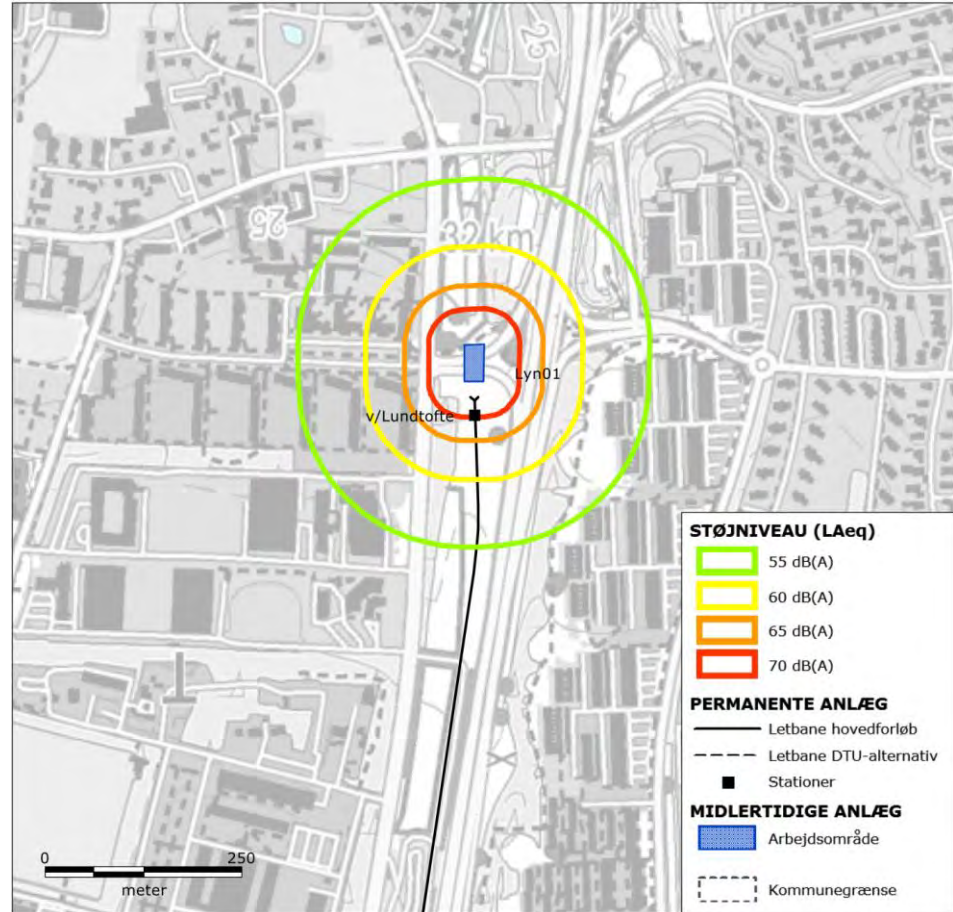 25
25
32 km
Lyn01
v/Lundtofte
STØJNIVEAU (LAeq)
55 dB(A)
60 dB(A)
65 dB(A)
70 dB(A)
PERMANENTE ANLÆG
Letbane hovedforløb
Letbane DTU-alternativ
Stationer
MIDLERTIDIGE ANLÆG
Arbejdsområde
Kommunegrænse
0 250
meter